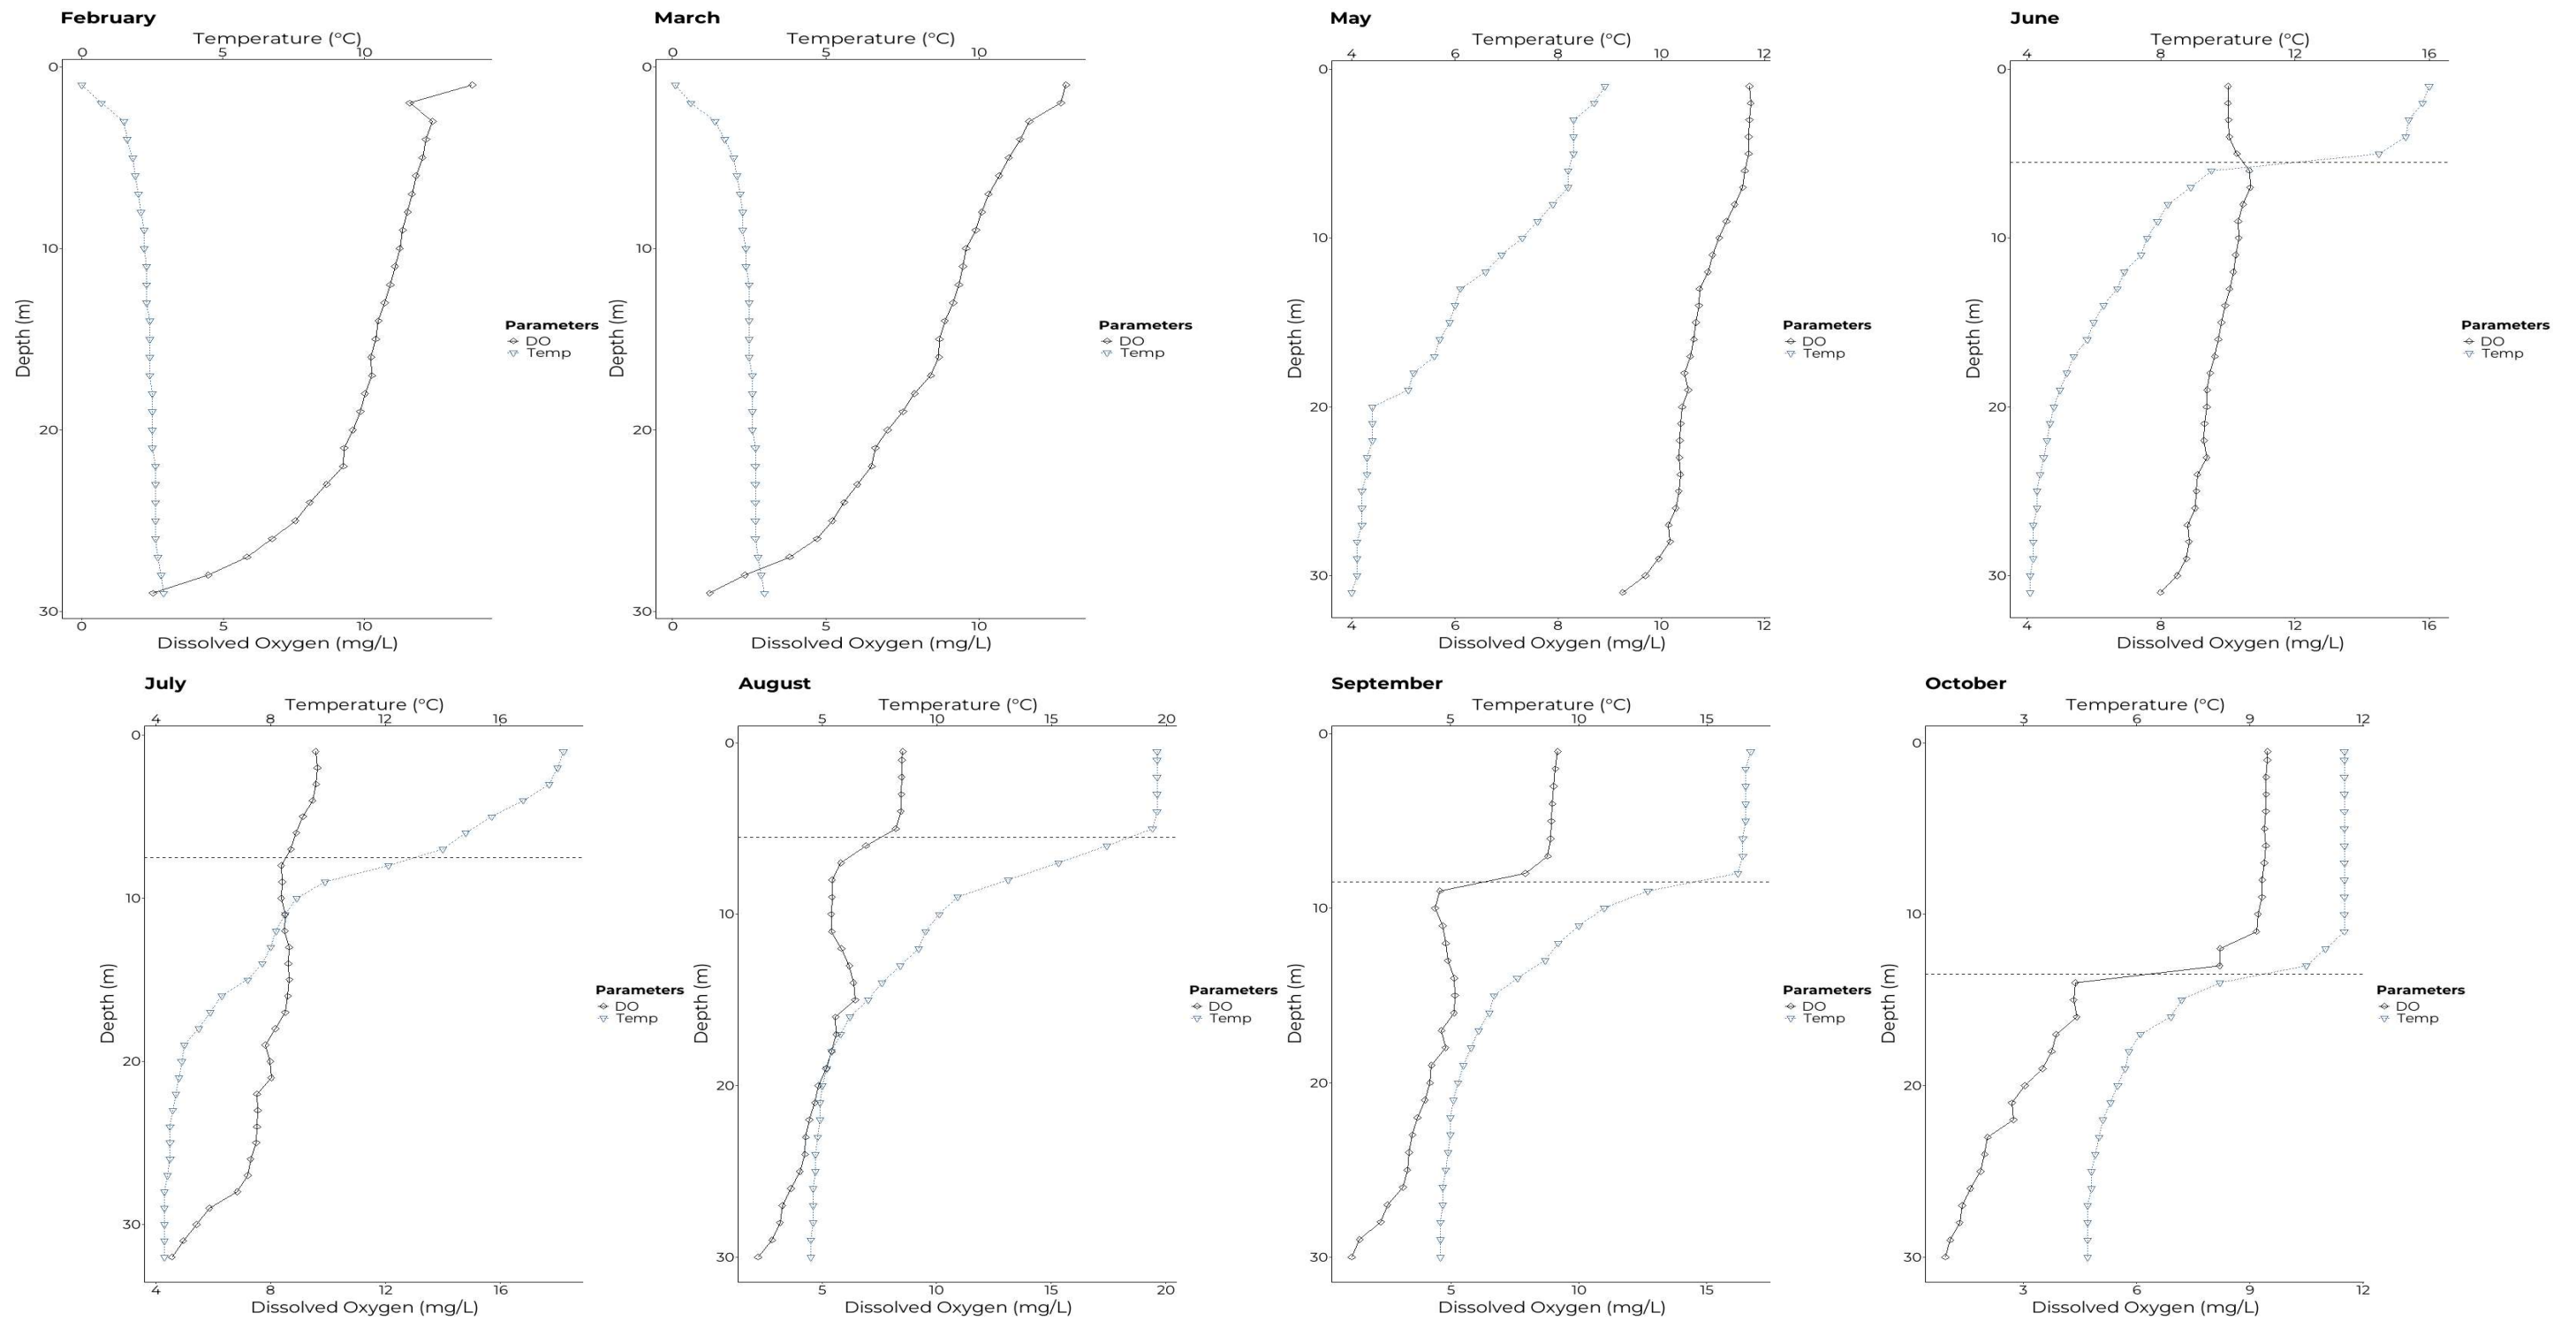 February
Temperature (°C)
0 5 10
0
10
20
30
Depth (m)
0 5 10
Dissolved Oxygen (mg/L)
Parameters
DO
Temp
March
Temperature (°C)
0 5 10
0
10
20
30
Depth (m)
0 5 10
Dissolved Oxygen (mg/L)
Parameters
DO
Temp
May
Temperature (°C)
4 6 8 10 12
0
10
20
30
Depth (m)
4 6 8 10 12
Dissolved Oxygen (mg/L)
Parameters
DO
Temp
June
Temperature (°C)
4 8 12 16
0
10
20
30
Depth (m)
4 8 12 16
Dissolved Oxygen (mg/L)
Parameters
DO
Temp
July
Temperature (°C)
4 8 12 16
0
10
20
30
Depth (m)
4 8 12 16
Dissolved Oxygen (mg/L)
Parameters
DO
Temp
August
Temperature (°C)
5 10 15 20
0
10
20
30
Depth (m)
5 10 15 20
Dissolved Oxygen (mg/L)
Parameters
DO
Temp
September
Temperature (°C)
5 10 15
0
10
20
30
Depth (m)
5 10 15
Dissolved Oxygen (mg/L)
Parameters
DO
Temp
October
Temperature (°C)
3 6 9 12
0
10
20
30
Depth (m)
3 6 9 12
Dissolved Oxygen (mg/L)
Parameters
DO
Temp